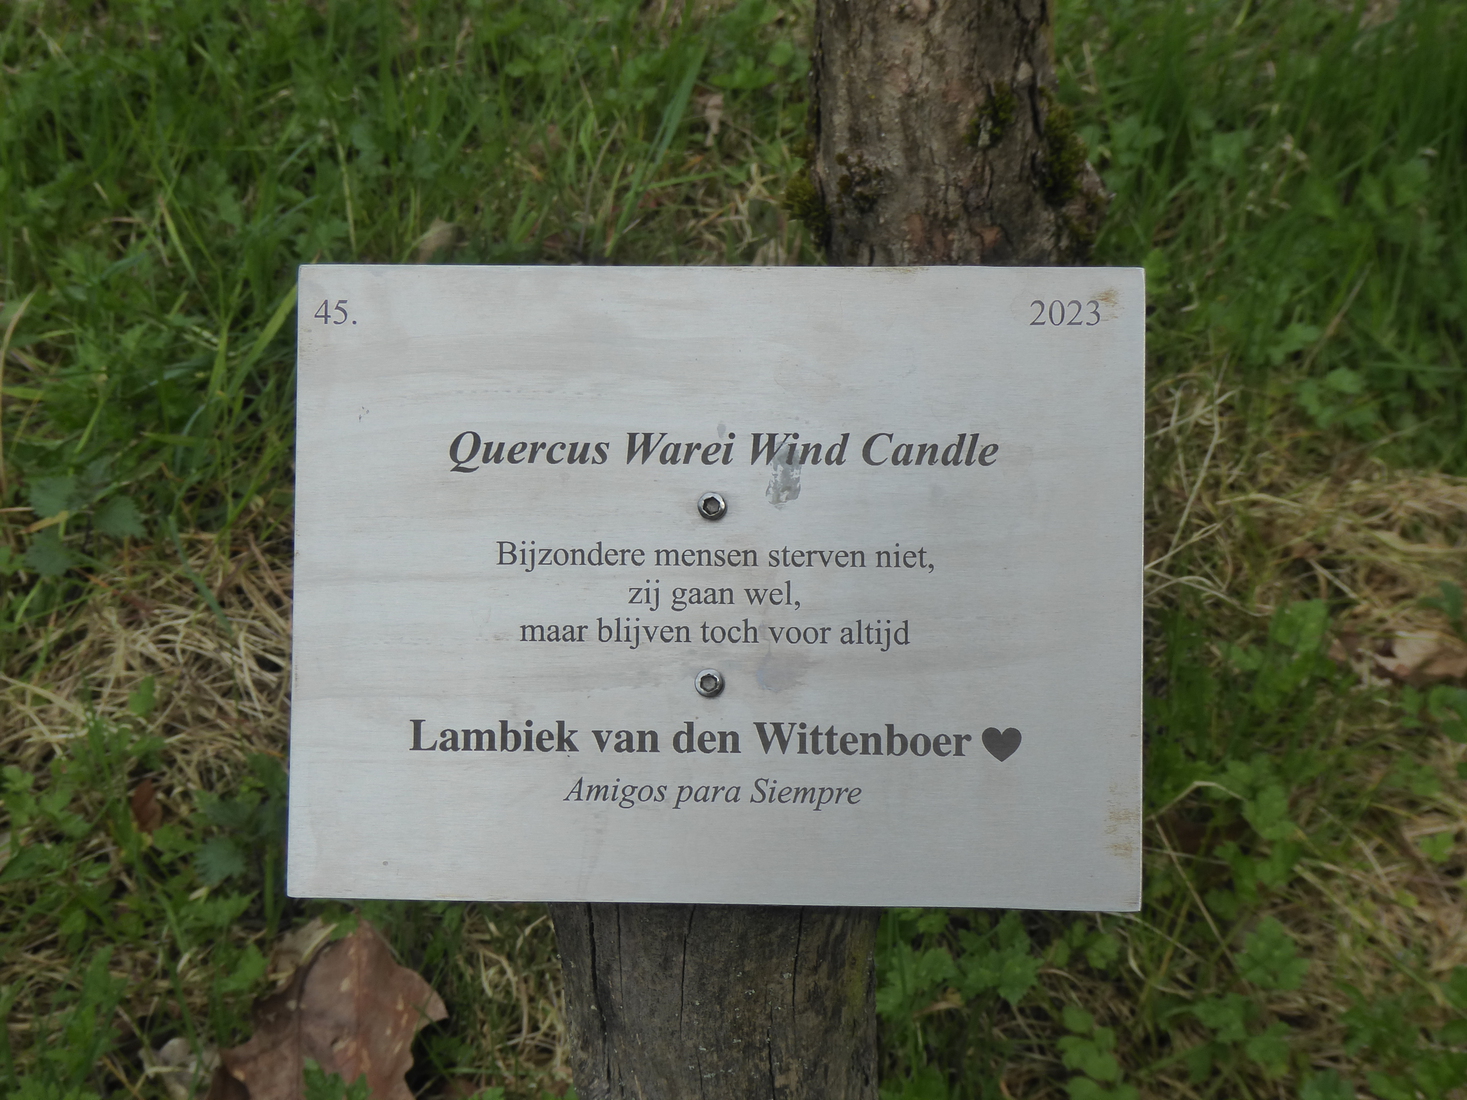 45. 2023
Quercus Warei Wind Candle
Bijzondere mensen sterven niet,
zij gaan wel,
maar blijven toch voor altijd
Lambiek van den Wittenboer ♥
Amigos para Siempre